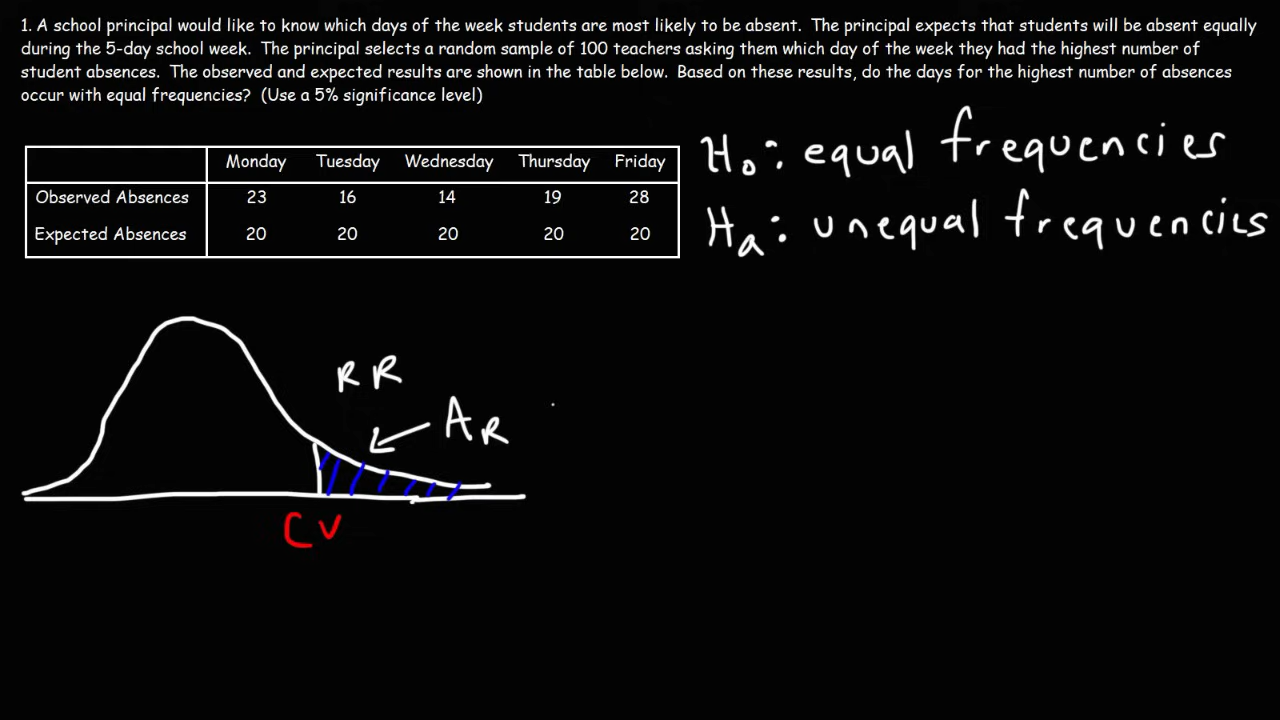 1. A school principal would like to know which days of the week students are most likely to be absent. The principal expects that students will be absent equally
during the 5-day school week. The principal selects a random sample of 100 teachers asking them which day of the week they had the highest number of
student absences. The observed and expected results are shown in the table below. Based on these results, do the days for the highest number of absences
occur with equal frequencies? (Use a 5% significance level)
Monday Tuesday Wednesday Thursday Friday
Observed Absences 23 16 14 19 28
Expected Absences 20 20 20 20 20
H₀: equal frequencies
Hₐ: unequal frequencies
RR
A_R
CV